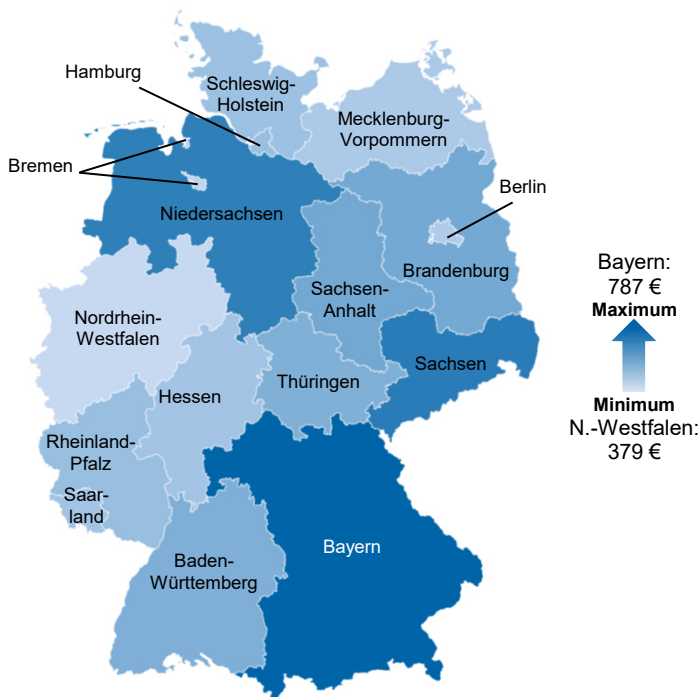 Hamburg
Schleswig-
Holstein
Mecklenburg-
Vorpommern
Bremen
Niedersachsen
Berlin
Brandenburg
Sachsen-
Anhalt
Nordrhein-
Westfalen
Hessen
Thüringen
Sachsen
Rheinland-
Pfalz
Saar-
land
Baden-
Württemberg
Bayern
Bayern:
787 €
Maximum
Minimum
N.-Westfalen:
379 €